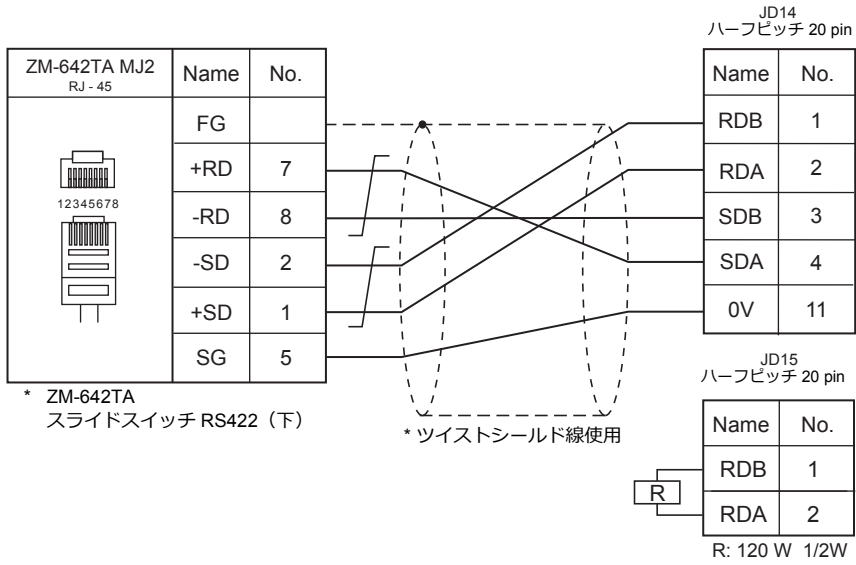 JD14
ハーフピッチ 20 pin
ZM-642TA MJ2
RJ - 45
Name No.
FG
+RD 7
-RD 8
-SD 2
+SD 1
SG 5
12345678
Name No.
RDB 1
RDA 2
SDB 3
SDA 4
0V 11
* ZM-642TA
スライドスイッチ RS422（下）
* ツイストシールド線使用
JD15
ハーフピッチ 20 pin
Name No.
RDB 1
RDA 2
R
R: 120 W 1/2W